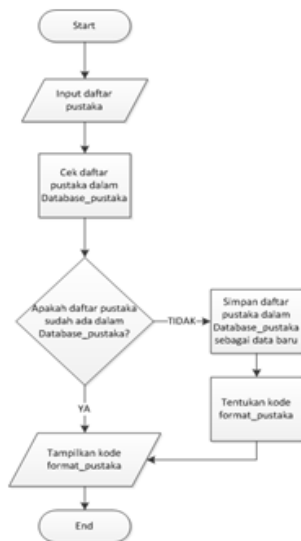 Start
Input daftar
pustaka
Cek daftar
pustaka dalam
Database_pustaka
Apakah daftar pustaka
sudah ada dalam
Database_pustaka?
TIDAK
Simpan daftar
pustaka dalam
Database_pustaka
sebagai data baru
Tentukan kode
format_pustaka
YA
Tampilkan kode
format_pustaka
End